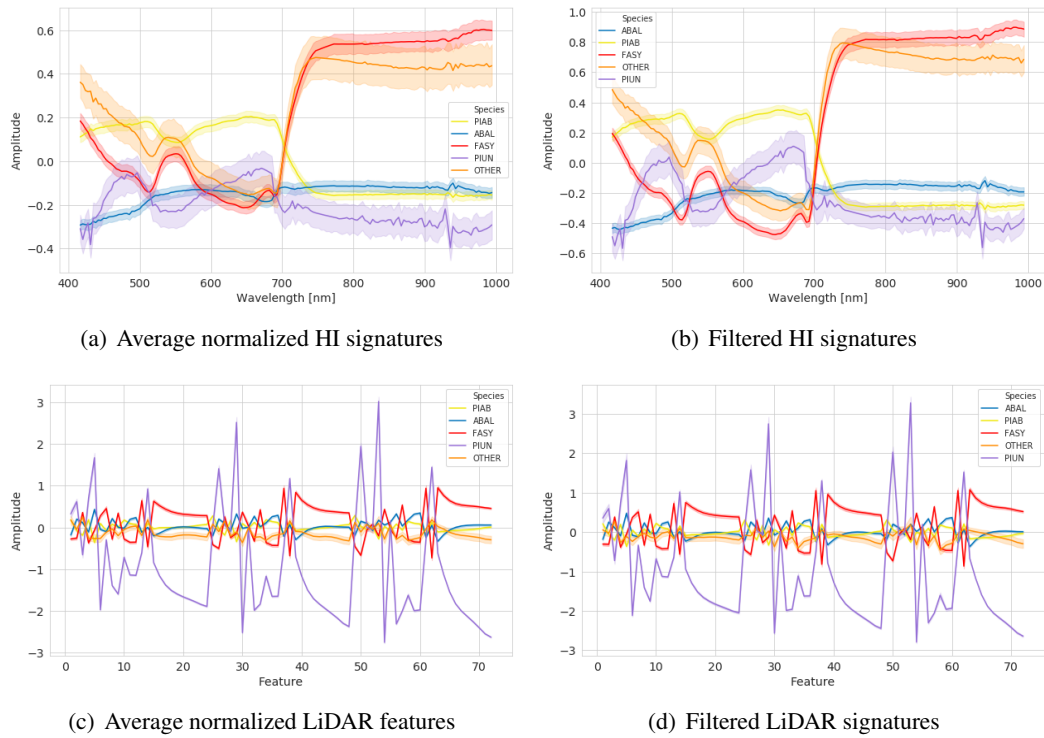 Species
PIAB
ABAL
FASY
PIUN
OTHER
0.6
0.4
0.2
0.0
−0.2
−0.4
Amplitude
400 500 600 700 800 900 1000
Wavelength [nm]
(a) Average normalized HI signatures
Species
ABAL
PIAB
FASY
OTHER
PIUN
1.0
0.8
0.6
0.4
0.2
0.0
−0.2
−0.4
−0.6
Amplitude
400 500 600 700 800 900 1000
Wavelength [nm]
(b) Filtered HI signatures
Species
PIAB
ABAL
FASY
PIUN
OTHER
3
2
1
0
−1
−2
−3
Amplitude
0 10 20 30 40 50 60 70
Feature
(c) Average normalized LiDAR features
Species
ABAL
PIAB
FASY
OTHER
PIUN
3
2
1
0
−1
−2
−3
Amplitude
0 10 20 30 40 50 60 70
Feature
(d) Filtered LiDAR signatures